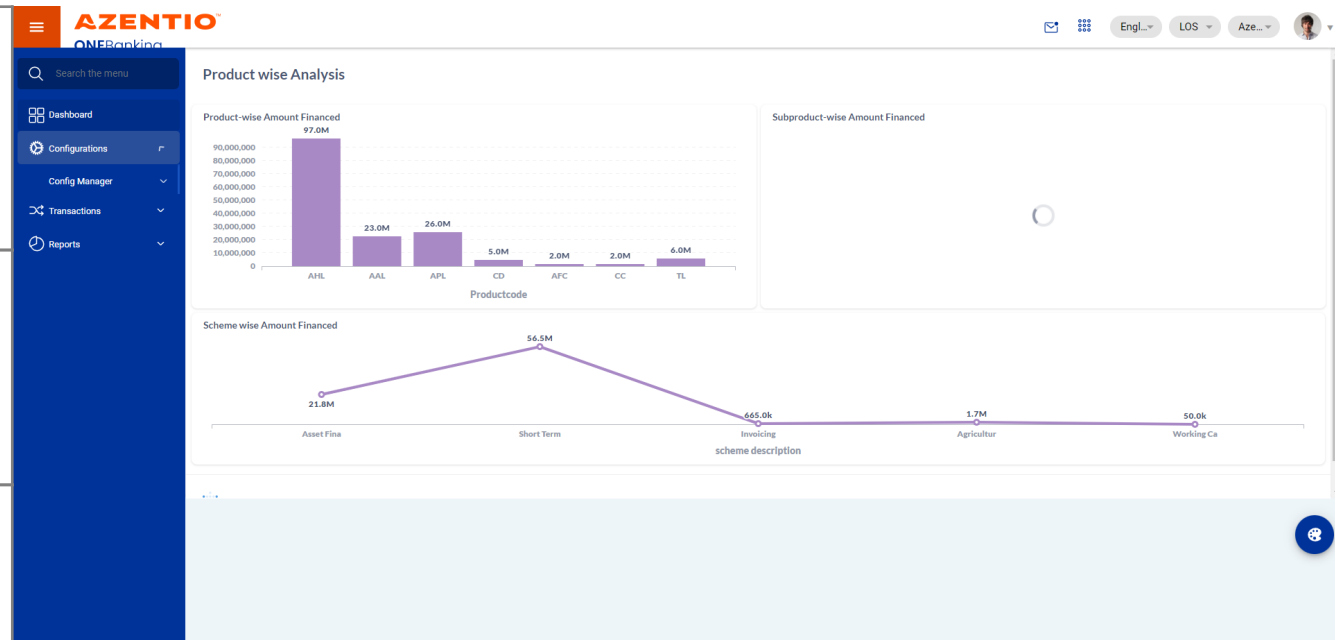 AZENTIO
ONEBanking
Engl...
LOS
Aze...
Search the menu
Dashboard
Configurations
Config Manager
Transactions
Reports
Product wise Analysis
Product-wise Amount Financed
97.0M
90,000,000
80,000,000
70,000,000
60,000,000
50,000,000
40,000,000
30,000,000
20,000,000
10,000,000
0
23.0M
26.0M
5.0M
2.0M
2.0M
6.0M
AHL AAL APL CD AFC CC TL
Productcode
Subproduct-wise Amount Financed
Scheme wise Amount Financed
56.5M
21.8M
665.0k
1.7M
50.0k
Asset Fina Short Term Invoicing Agricultur Working Ca
scheme description